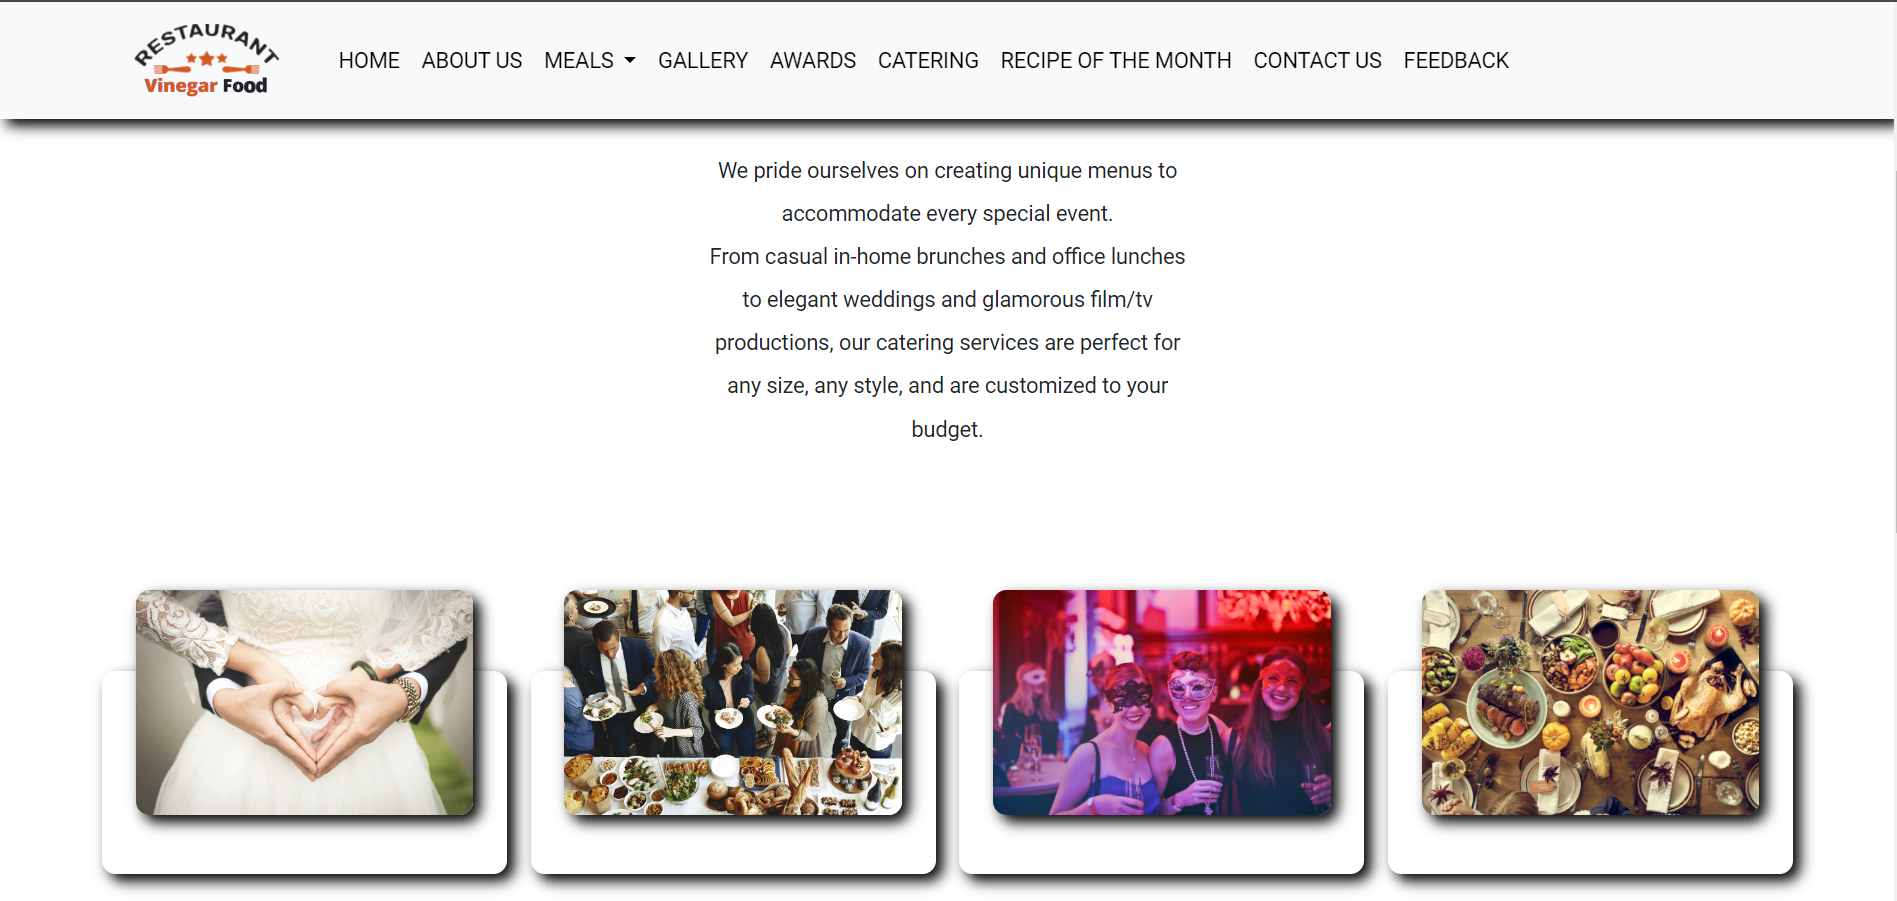 RESTAURANT
Vinegar Food
HOME ABOUT US MEALS GALLERY AWARDS CATERING RECIPE OF THE MONTH CONTACT US FEEDBACK
We pride ourselves on creating unique menus to
accommodate every special event.
From casual in-home brunches and office lunches
to elegant weddings and glamorous film/tv
productions, our catering services are perfect for
any size, any style, and are customized to your
budget.